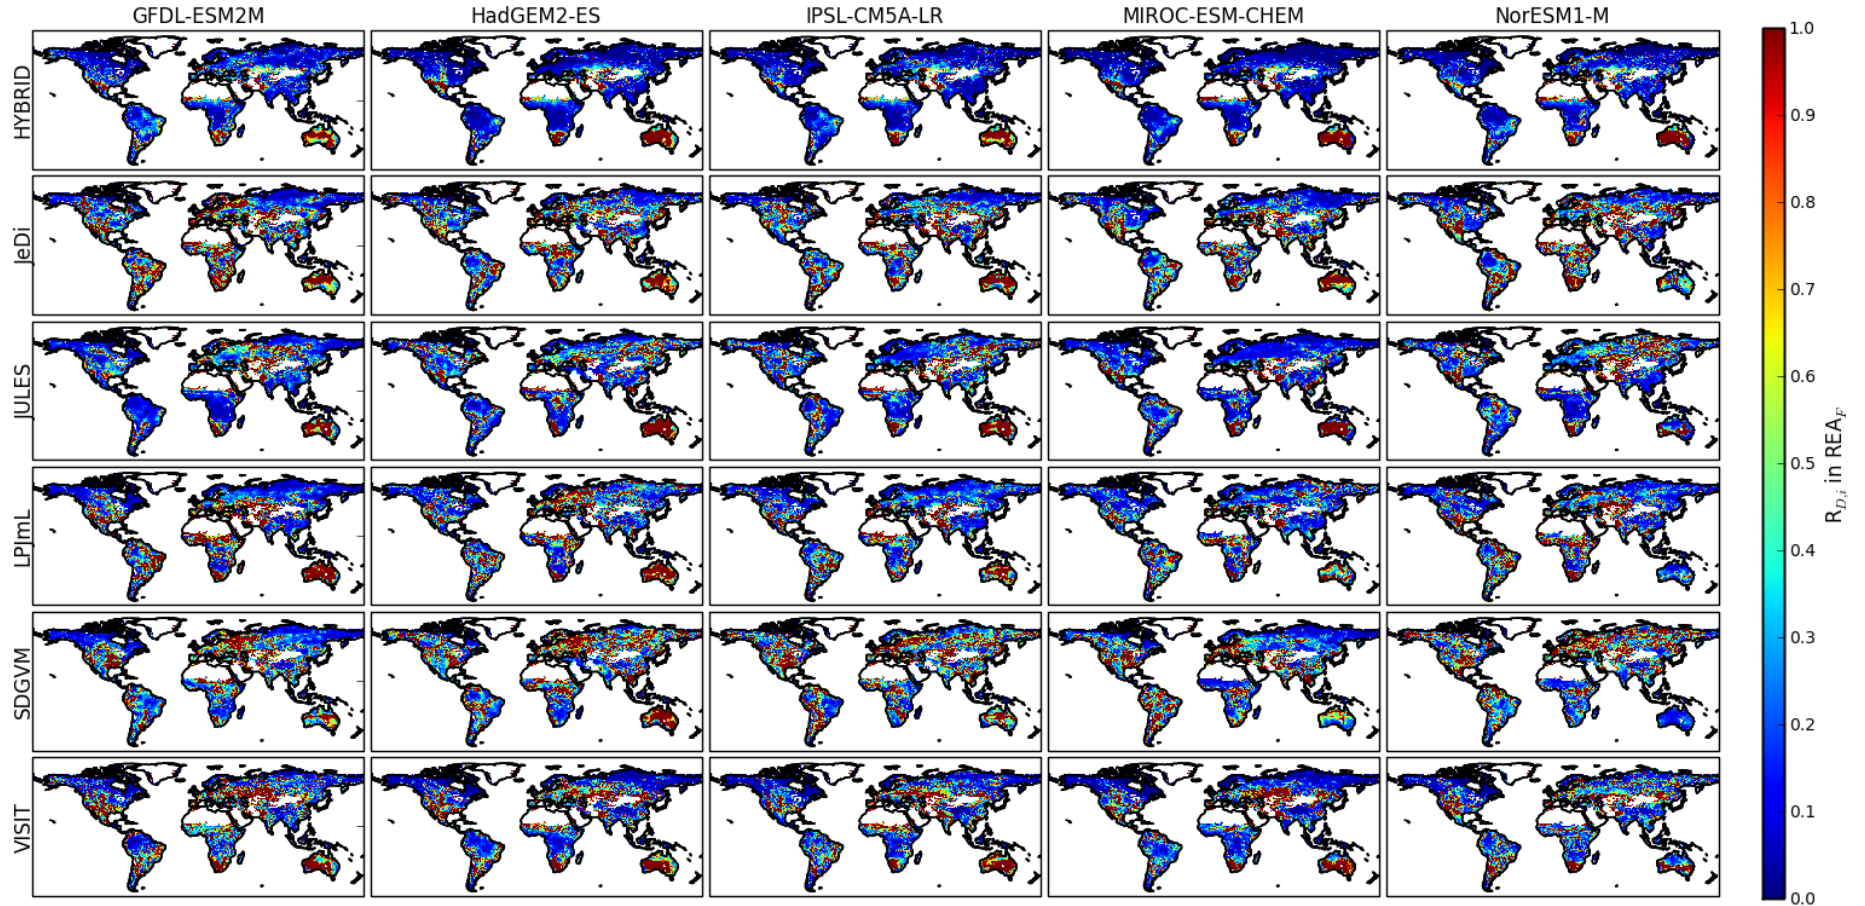 GFDL-ESM2M HadGEM2-ES IPSL-CM5A-LR MIROC-ESM-CHEM NorESM1-M
HYBRID
JeDi
JULES
LPJmL
SDGVM
VISIT
1.0
0.9
0.8
0.7
0.6
0.5
0.4
0.3
0.2
0.1
0.0
R_{D,i} in REA_F